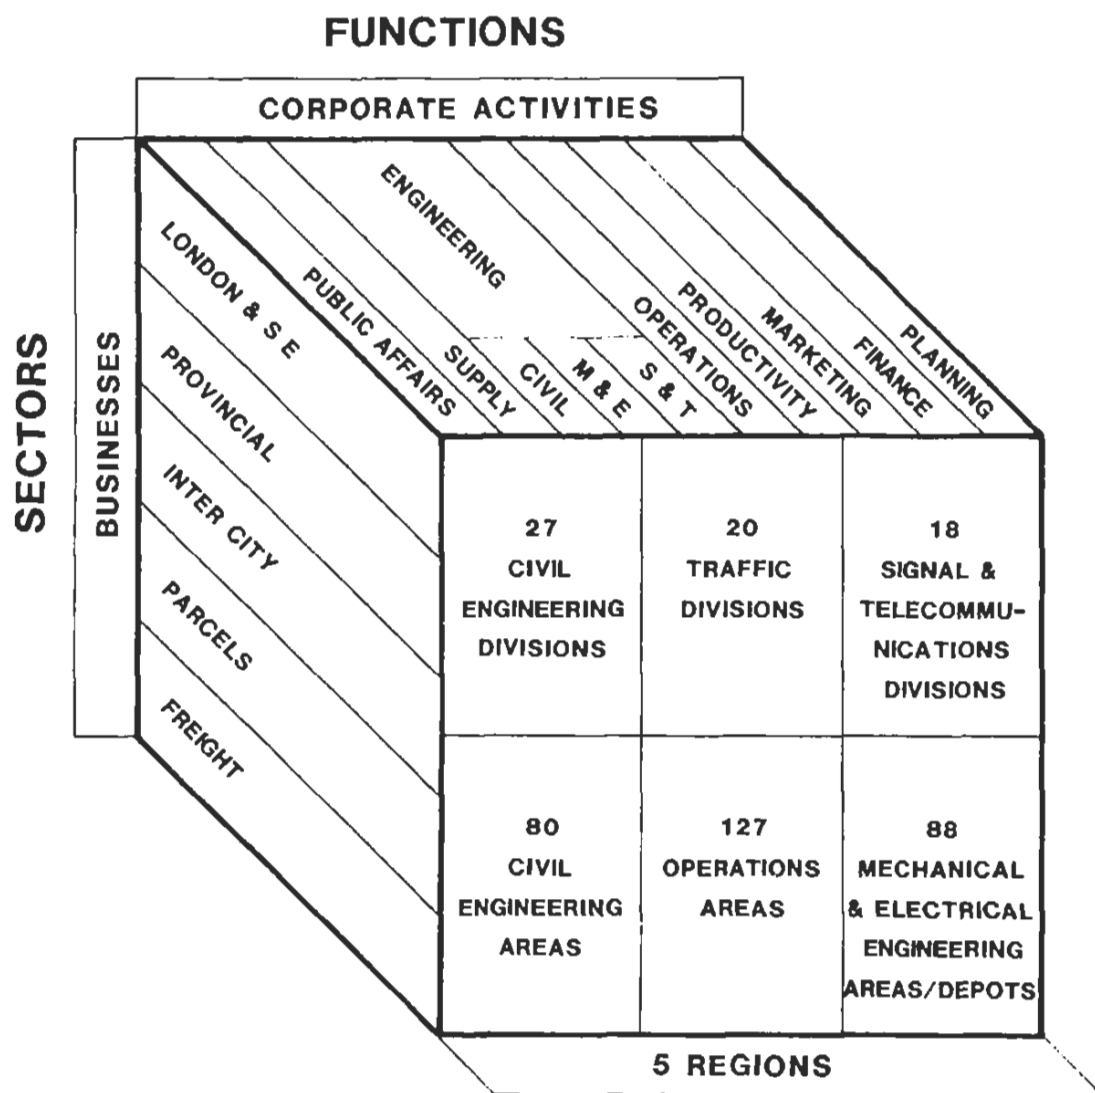 FUNCTIONS
CORPORATE ACTIVITIES
SECTORS
BUSINESSES
LONDON & S E
PROVINCIAL
INTER CITY
PARCELS
FREIGHT
PUBLIC AFFAIRS
SUPPLY
ENGINEERING
CIVIL
M & E
S & T
OPERATIONS
PRODUCTIVITY
MARKETING
FINANCE
PLANNING
27
CIVIL
ENGINEERING
DIVISIONS
20
TRAFFIC
DIVISIONS
18
SIGNAL &
TELECOMMU-
NICATIONS
DIVISIONS
80
CIVIL
ENGINEERING
AREAS
127
OPERATIONS
AREAS
88
MECHANICAL
& ELECTRICAL
ENGINEERING
AREAS/DEPOTS
5 REGIONS